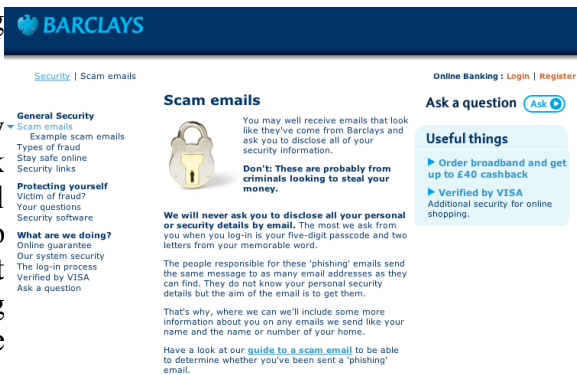 BARCLAYS
Security | Scam emails
Online Banking : Login | Register
General Security
Scam emails
Example scam emails
Types of fraud
Stay safe online
Security links
Protecting yourself
Victim of fraud?
Your questions
Security software
What are we doing?
Online guarantee
Our system security
The log-in process
Verified by VISA
Ask a question
Scam emails
You may well receive emails that look
like they've come from Barclays and
ask you to disclose all of your
security information.
Don't: These are probably from
criminals looking to steal your
money.
We will never ask you to disclose all your personal
or security details by email. The most we ask from
you when you log-in is your five-digit passcode and two
letters from your memorable word.
The people responsible for these 'phishing' emails send
the same message to as many email addresses as they
can find. They do not know your personal security
details but the aim of the email is to get them.
That's why, where we can we'll include some more
information about you on any emails we send like your
name and the name or number of your home.
Have a look at our guide to a scam email to be able
to determine whether you've been sent a 'phishing'
email.
Ask a question Ask
Useful things
Order broadband and get
up to £40 cashback
Verified by VISA
Additional security for online
shopping.